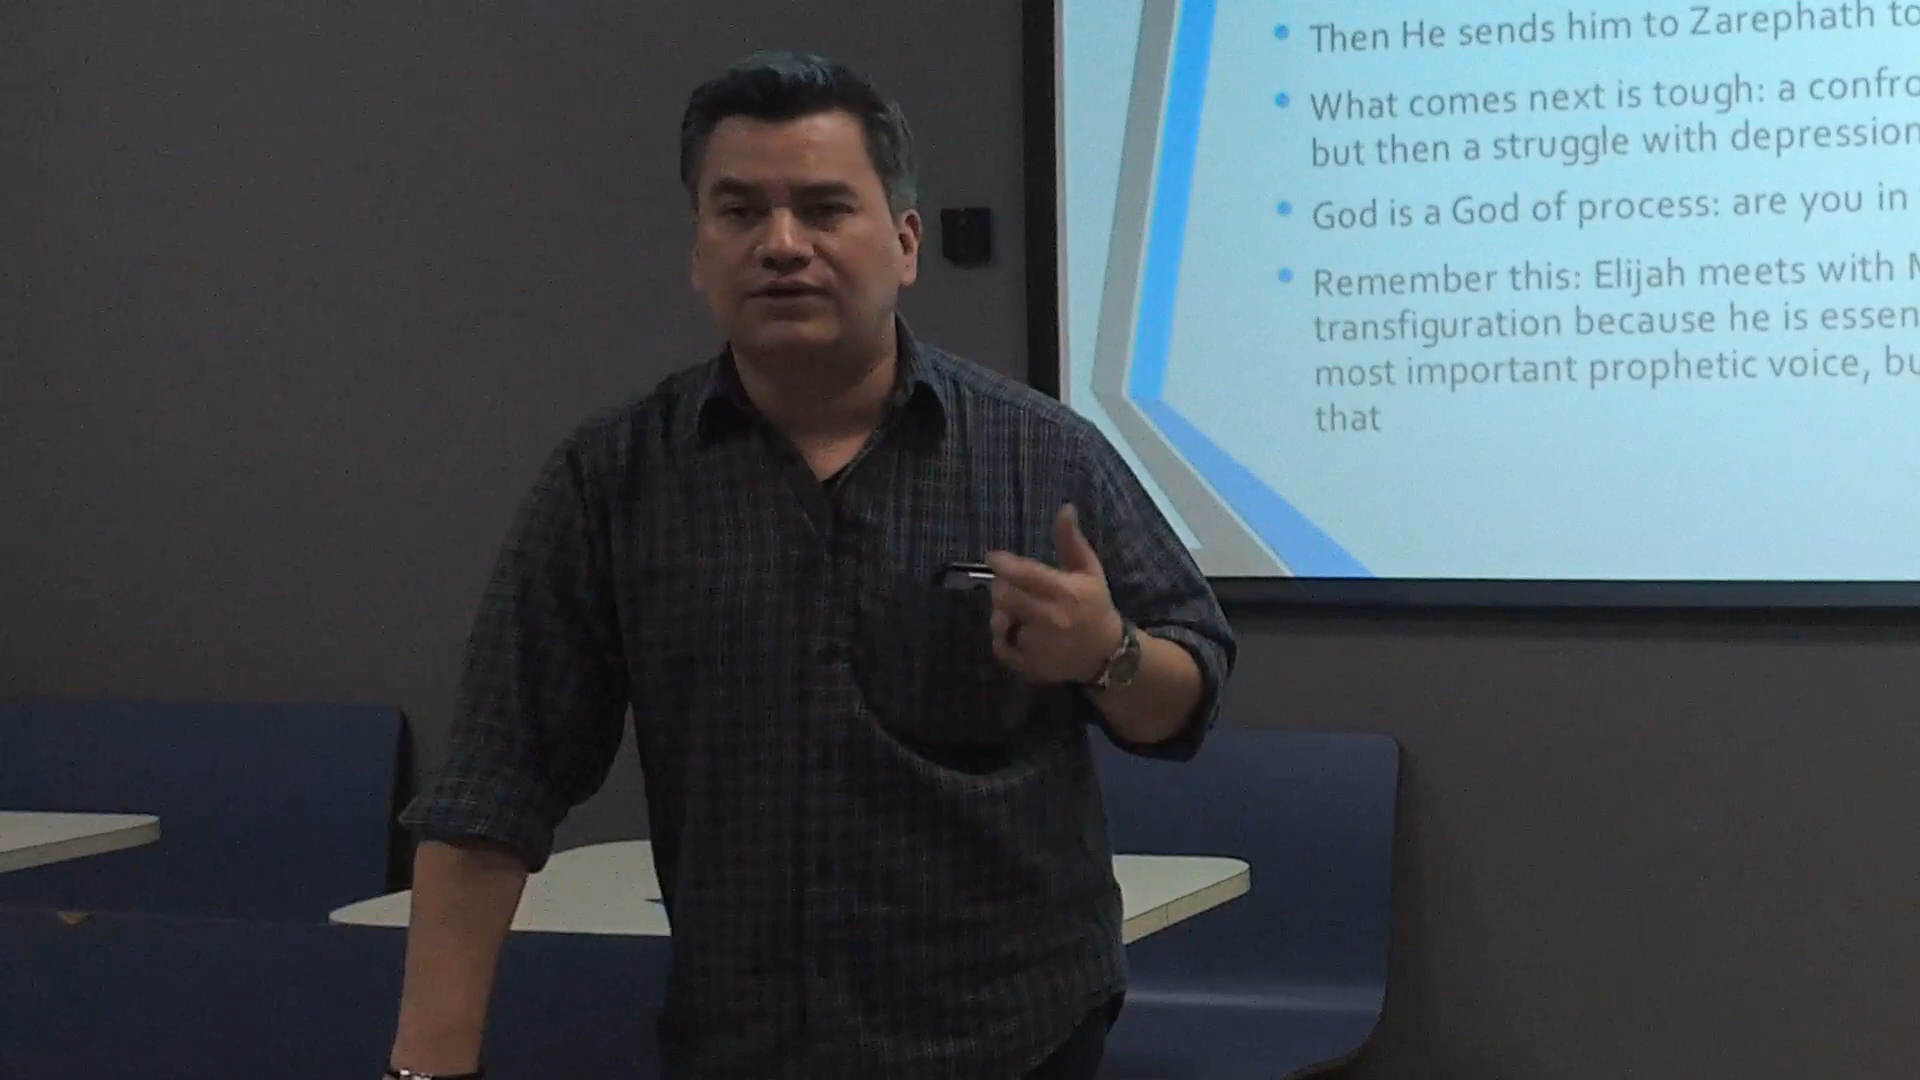 Then He sends him to Zarephath to
What comes next is tough: a confro
but then a struggle with depression
God is a God of process: are you in
Remember this: Elijah meets with M
transfiguration because he is essen
most important prophetic voice, bu
that